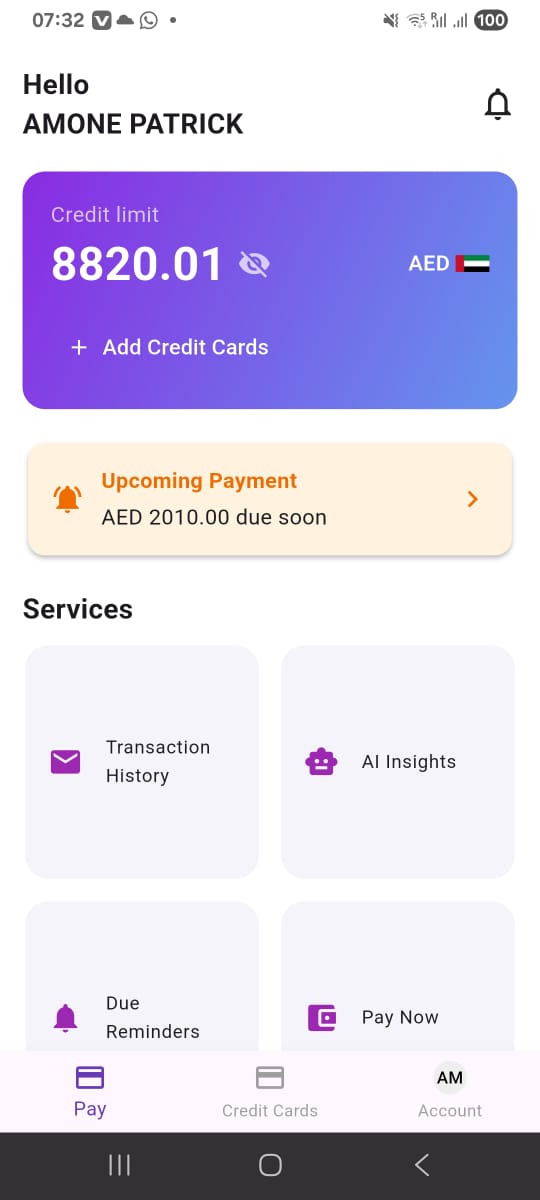 07:32
100
Hello
AMONE PATRICK
Credit limit
8820.01
AED
+ Add Credit Cards
Upcoming Payment
AED 2010.00 due soon
Services
Transaction
History
AI Insights
Due
Reminders
Pay Now
Pay
Credit Cards
AM
Account